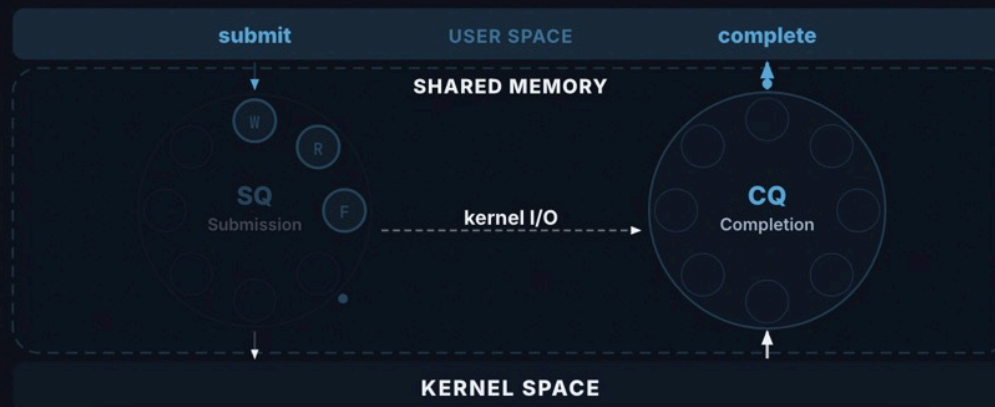 submit USER SPACE complete
SHARED MEMORY
W
R
F
SQ
Submission
kernel I/O
CQ
Completion
KERNEL SPACE